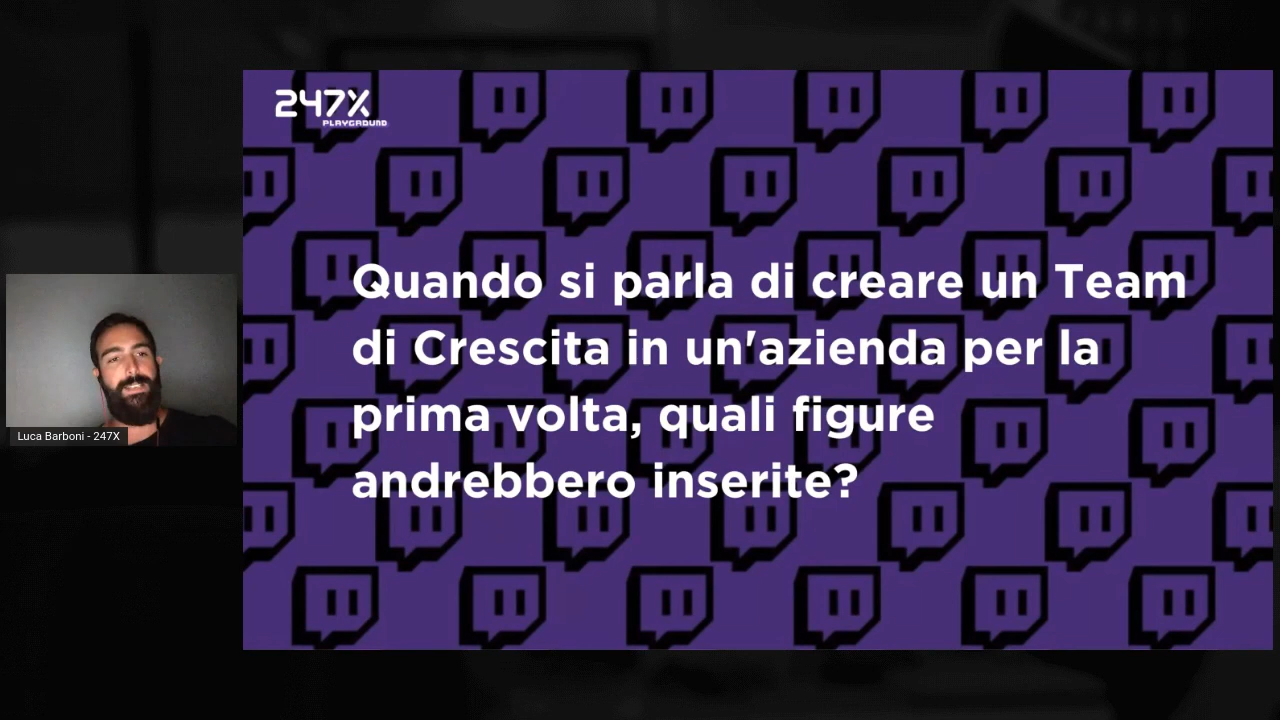 247X
PLAYGROUND
Quando si parla di creare un Team
di Crescita in un'azienda per la
prima volta, quali figure
andrebbero inserite?
Luca Barboni - 247X